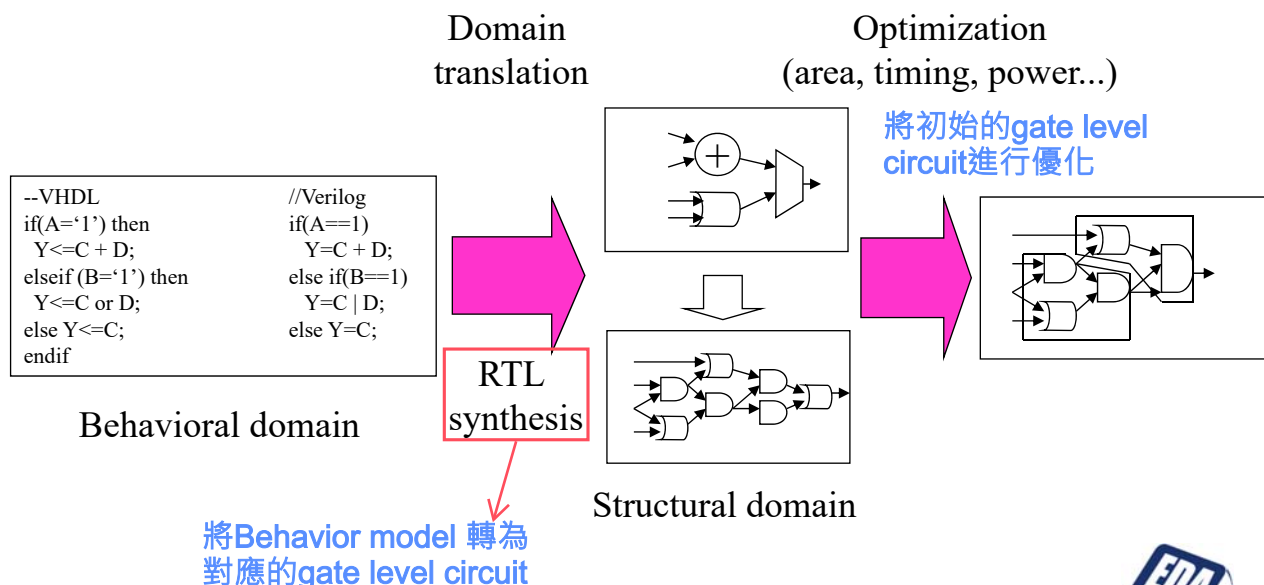 Domain
translation
Optimization
(area, timing, power...)
將初始的gate level
circuit進行優化
--VHDL
if(A=‘1’) then
Y<=C + D;
elseif (B=‘1’) then
Y<=C or D;
else Y<=C;
endif
//Verilog
if(A==1)
Y=C + D;
else if(B==1)
Y=C | D;
else Y=C;
+
RTL
synthesis
Behavioral domain
Structural domain
將Behavior model 轉為
對應的gate level circuit
EDA